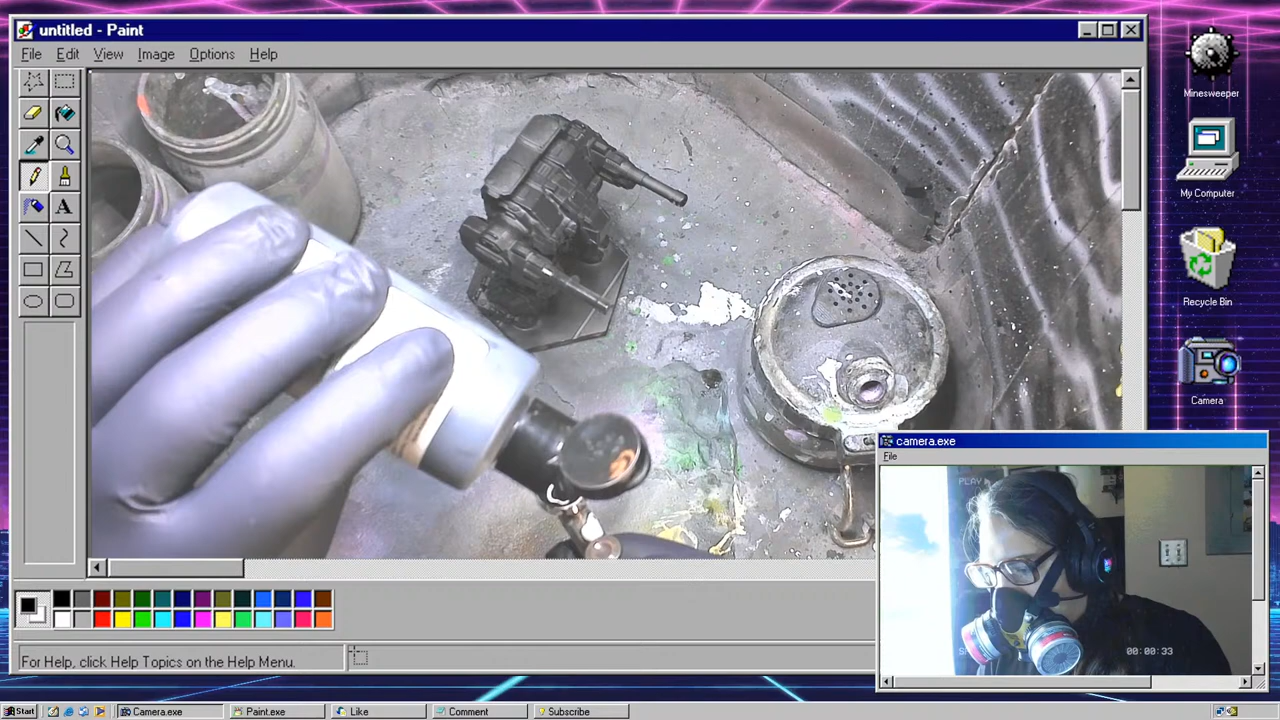 untitled - Paint
File Edit View Image Options Help
Minesweeper
My Computer
Recycle Bin
Camera
camera.exe
File
PLAY
00:00:33
For Help, click Help Topics on the Help Menu.
Start Camera.exe Paint.exe Like Comment Subscribe